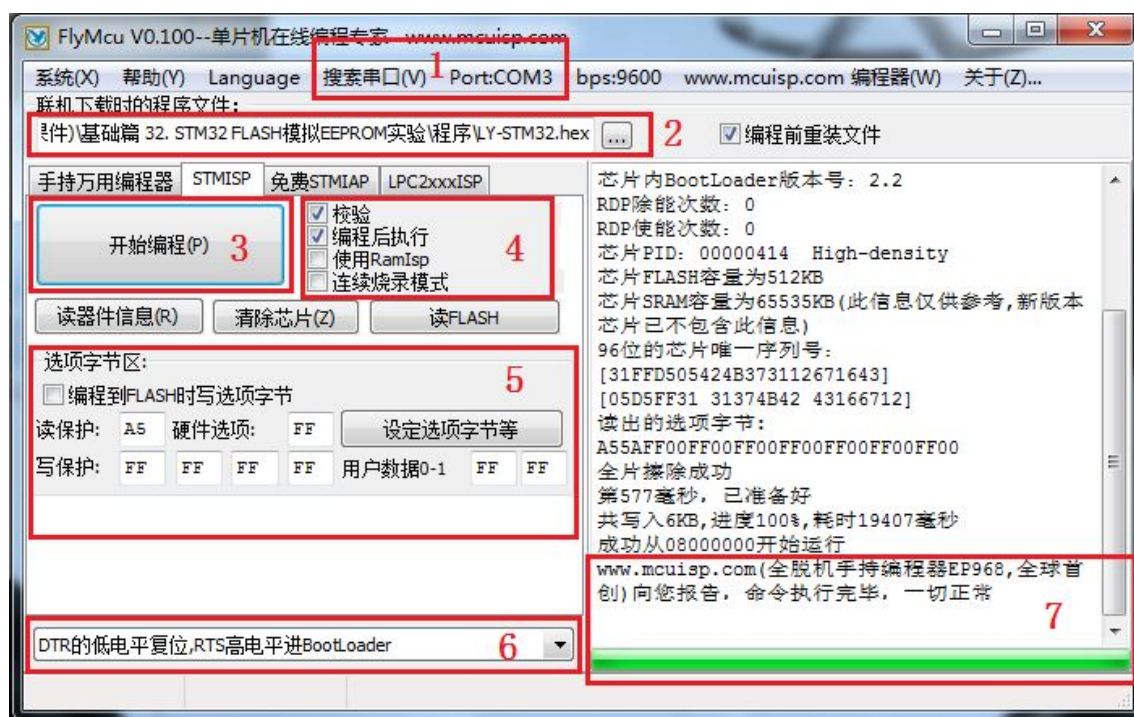 FlyMcu V0.100--单片机在线编程专家 www.mcuisp.com
系统(X) 帮助(Y) Language 搜索串口(V) Port:COM3 bps:9600 www.mcuisp.com 编程器(W) 关于(Z)...
1
联机下载时的程序文件:
件)\基础篇 32. STM32 FLASH模拟EEPROM实验\程序\LY-STM32.hex ... 2 编程前重装文件
手持万用编程器 STMISP 免费STMIAP LPC2xxxISP
开始编程(P) 3
校验
编程后执行
使用RamIsp
连续烧录模式
4
读器件信息(R) 清除芯片(Z) 读FLASH
选项字节区:
5
编程到FLASH时写选项字节
读保护: A5 硬件选项: FF 设定选项字节等
写保护: FF FF FF FF 用户数据0-1 FF FF
DTR的低电平复位,RTS高电平进BootLoader 6
芯片内BootLoader版本号: 2.2
RDP除能次数: 0
RDP使能次数: 0
芯片PID: 00000414 High-density
芯片FLASH容量为512KB
芯片SRAM容量为65535KB(此信息仅供参考,新版本
芯片已不包含此信息)
96位的芯片唯一序列号:
[31FFD505424B373112671643]
[05D5FF31 31374B42 43166712]
读出的选项字节:
A55AFF00FF00FF00FF00FF00FF00FF00
全片擦除成功
第577毫秒, 已准备好
共写入6KB,进度100%,耗时19407毫秒
成功从08000000开始运行
www.mcuisp.com(全脱机手持编程器EP968,全球首
创)向您报告, 命令执行完毕, 一切正常
7